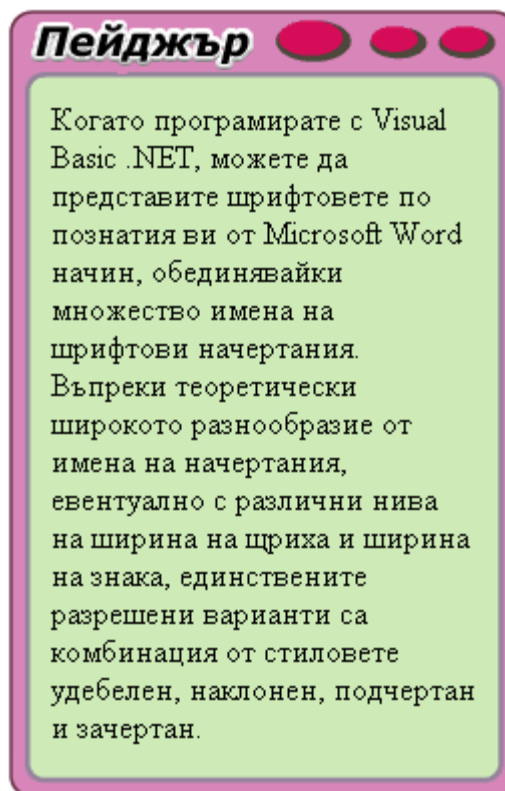 Пейджър
Когато програмирате с Visual
Basic .NET, можете да
представите шрифтовете по
познатия ви от Microsoft Word
начин, обединявайки
множество имена на
шрифтови начертания.
Въпреки теоретически
широкото разнообразие от
имена на начертания,
евентуално с различни нива
на ширина на щриха и ширина
на знака, единствените
разрешени варианти са
комбинация от стиловете
удебелен, наклонен, подчертан
и зачертан.